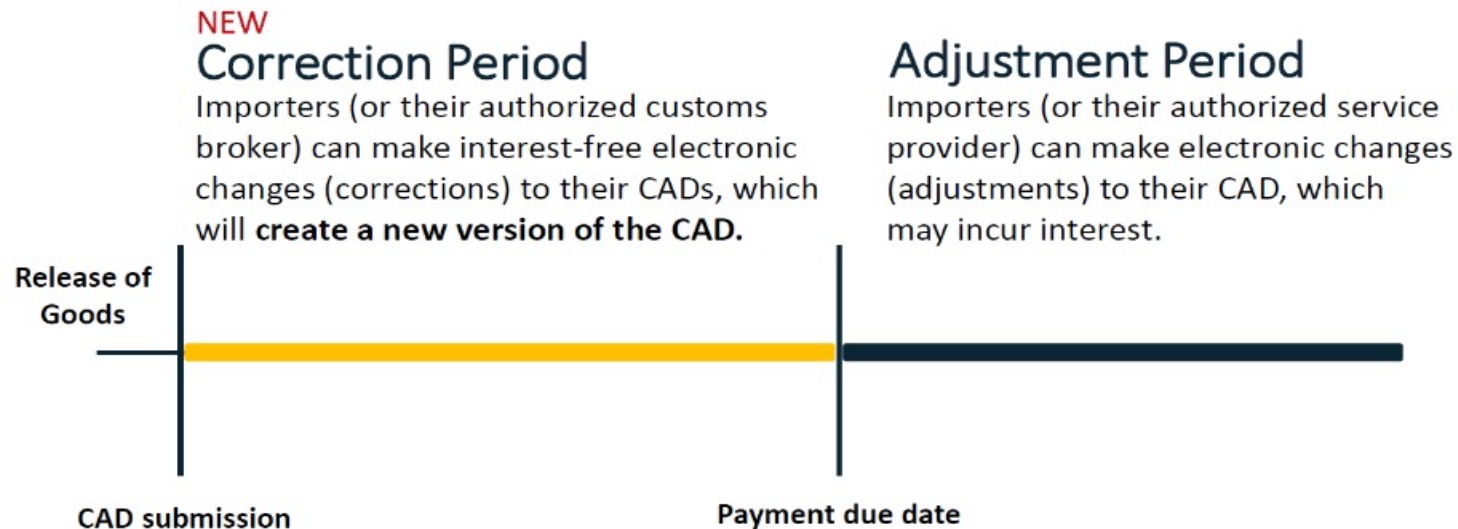 NEW
Correction Period
Importers (or their authorized customs
broker) can make interest-free electronic
changes (corrections) to their CADs, which
will create a new version of the CAD.
Adjustment Period
Importers (or their authorized service
provider) can make electronic changes
(adjustments) to their CAD, which
may incur interest.
Release of
Goods
CAD submission
Payment due date